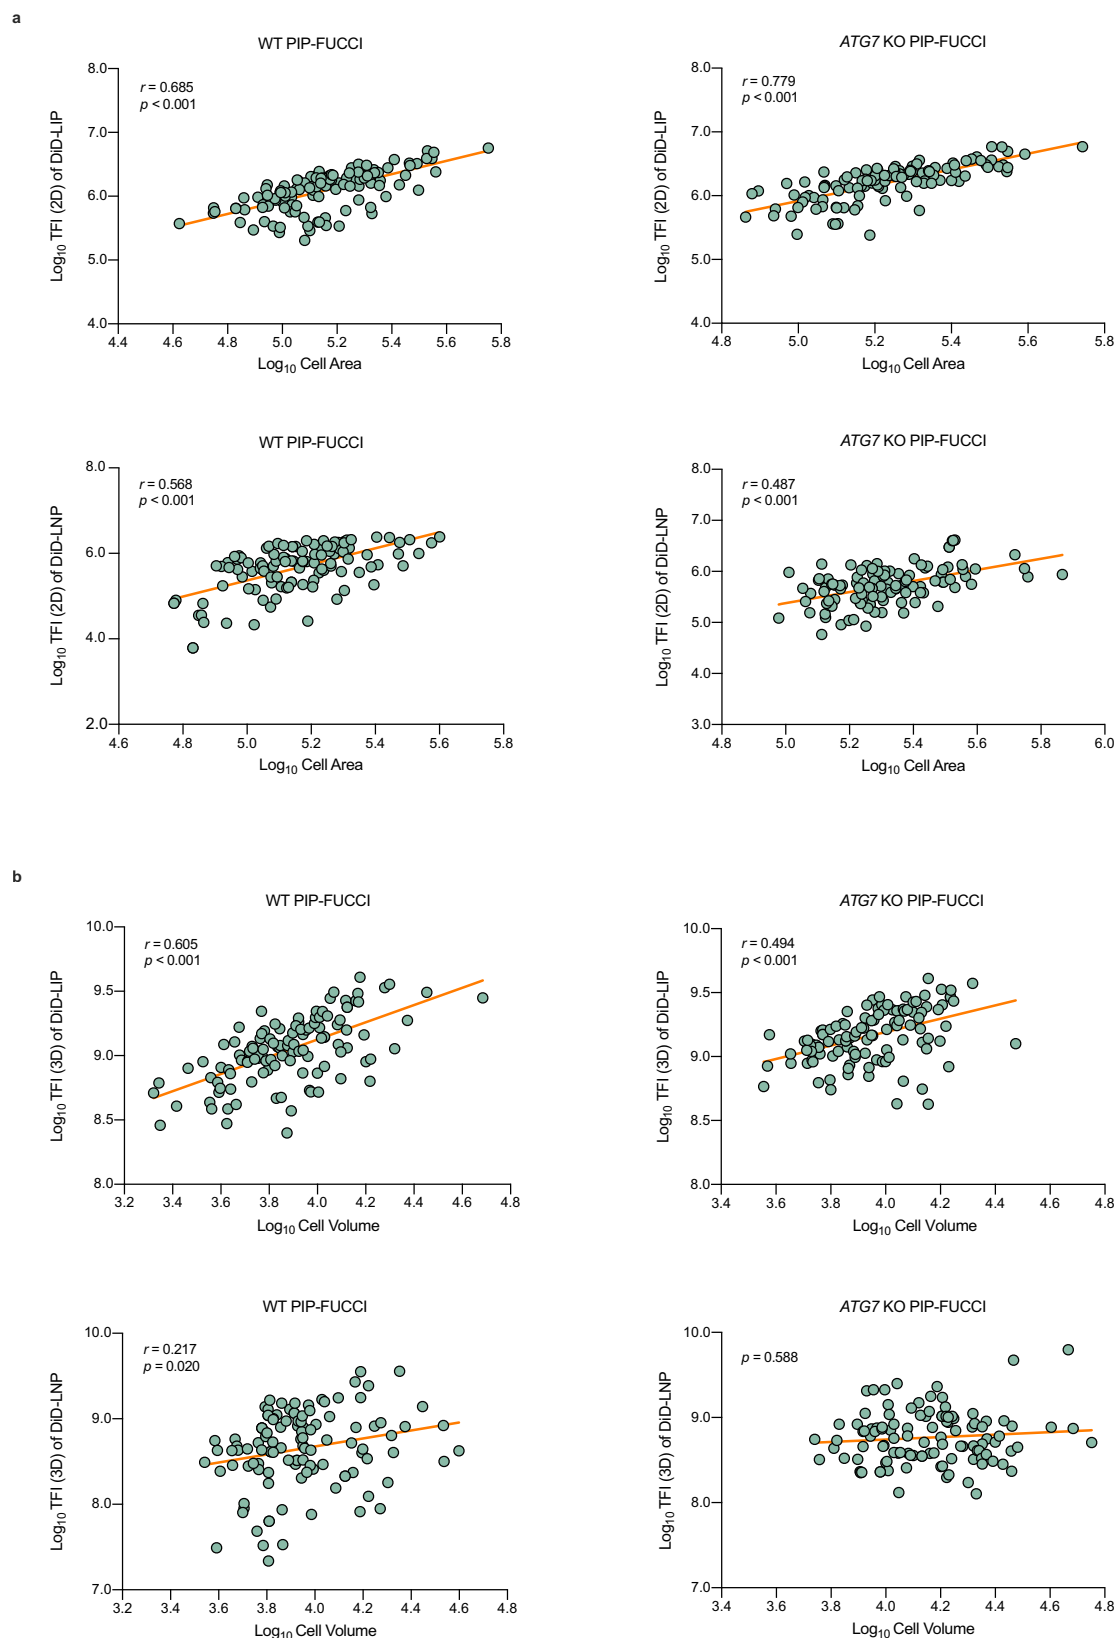 a
WT PIP-FUCCI
r = 0.685
p < 0.001
8.0
7.0
6.0
5.0
4.0
Log10 TFI (2D) of DiD-LIP
4.4 4.6 4.8 5.0 5.2 5.4 5.6 5.8
Log10 Cell Area
ATG7 KO PIP-FUCCI
r = 0.779
p < 0.001
8.0
7.0
6.0
5.0
4.0
Log10 TFI (2D) of DiD-LIP
4.8 5.0 5.2 5.4 5.6 5.8
Log10 Cell Area
WT PIP-FUCCI
r = 0.568
p < 0.001
8.0
6.0
4.0
2.0
Log10 TFI (2D) of DiD-LNP
4.6 4.8 5.0 5.2 5.4 5.6 5.8
Log10 Cell Area
ATG7 KO PIP-FUCCI
r = 0.487
p < 0.001
8.0
7.0
6.0
5.0
4.0
3.0
Log10 TFI (2D) of DiD-LNP
4.8 5.0 5.2 5.4 5.6 5.8 6.0
Log10 Cell Area
b
WT PIP-FUCCI
r = 0.605
p < 0.001
10.0
9.5
9.0
8.5
8.0
Log10 TFI (3D) of DiD-LIP
3.2 3.4 3.6 3.8 4.0 4.2 4.4 4.6 4.8
Log10 Cell Volume
ATG7 KO PIP-FUCCI
r = 0.494
p < 0.001
10.0
9.5
9.0
8.5
8.0
Log10 TFI (3D) of DiD-LIP
3.4 3.6 3.8 4.0 4.2 4.4 4.6 4.8
Log10 Cell Volume
WT PIP-FUCCI
r = 0.217
p = 0.020
10.0
9.0
8.0
7.0
Log10 TFI (3D) of DiD-LNP
3.2 3.4 3.6 3.8 4.0 4.2 4.4 4.6 4.8
Log10 Cell Volume
ATG7 KO PIP-FUCCI
p = 0.588
10.0
9.0
8.0
7.0
Log10 TFI (3D) of DiD-LNP
3.4 3.6 3.8 4.0 4.2 4.4 4.6 4.8
Log10 Cell Volume